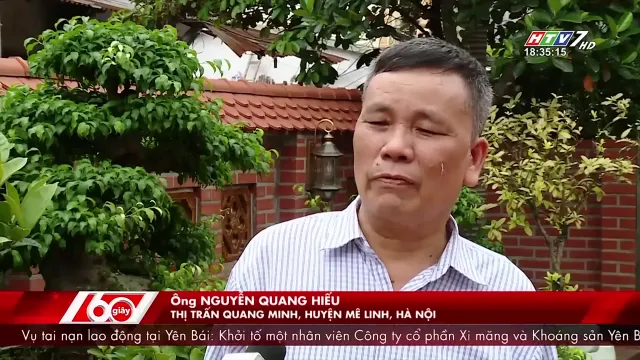 HTV7 HD
18:35:15
60 giây
Ông NGUYỄN QUANG HIẾU
THỊ TRẤN QUANG MINH, HUYỆN MÊ LINH, HÀ NỘI
Vụ tai nạn lao động tại Yên Bái: Khởi tố một nhân viên Công ty cổ phần Xi măng và Khoáng sản Yên B